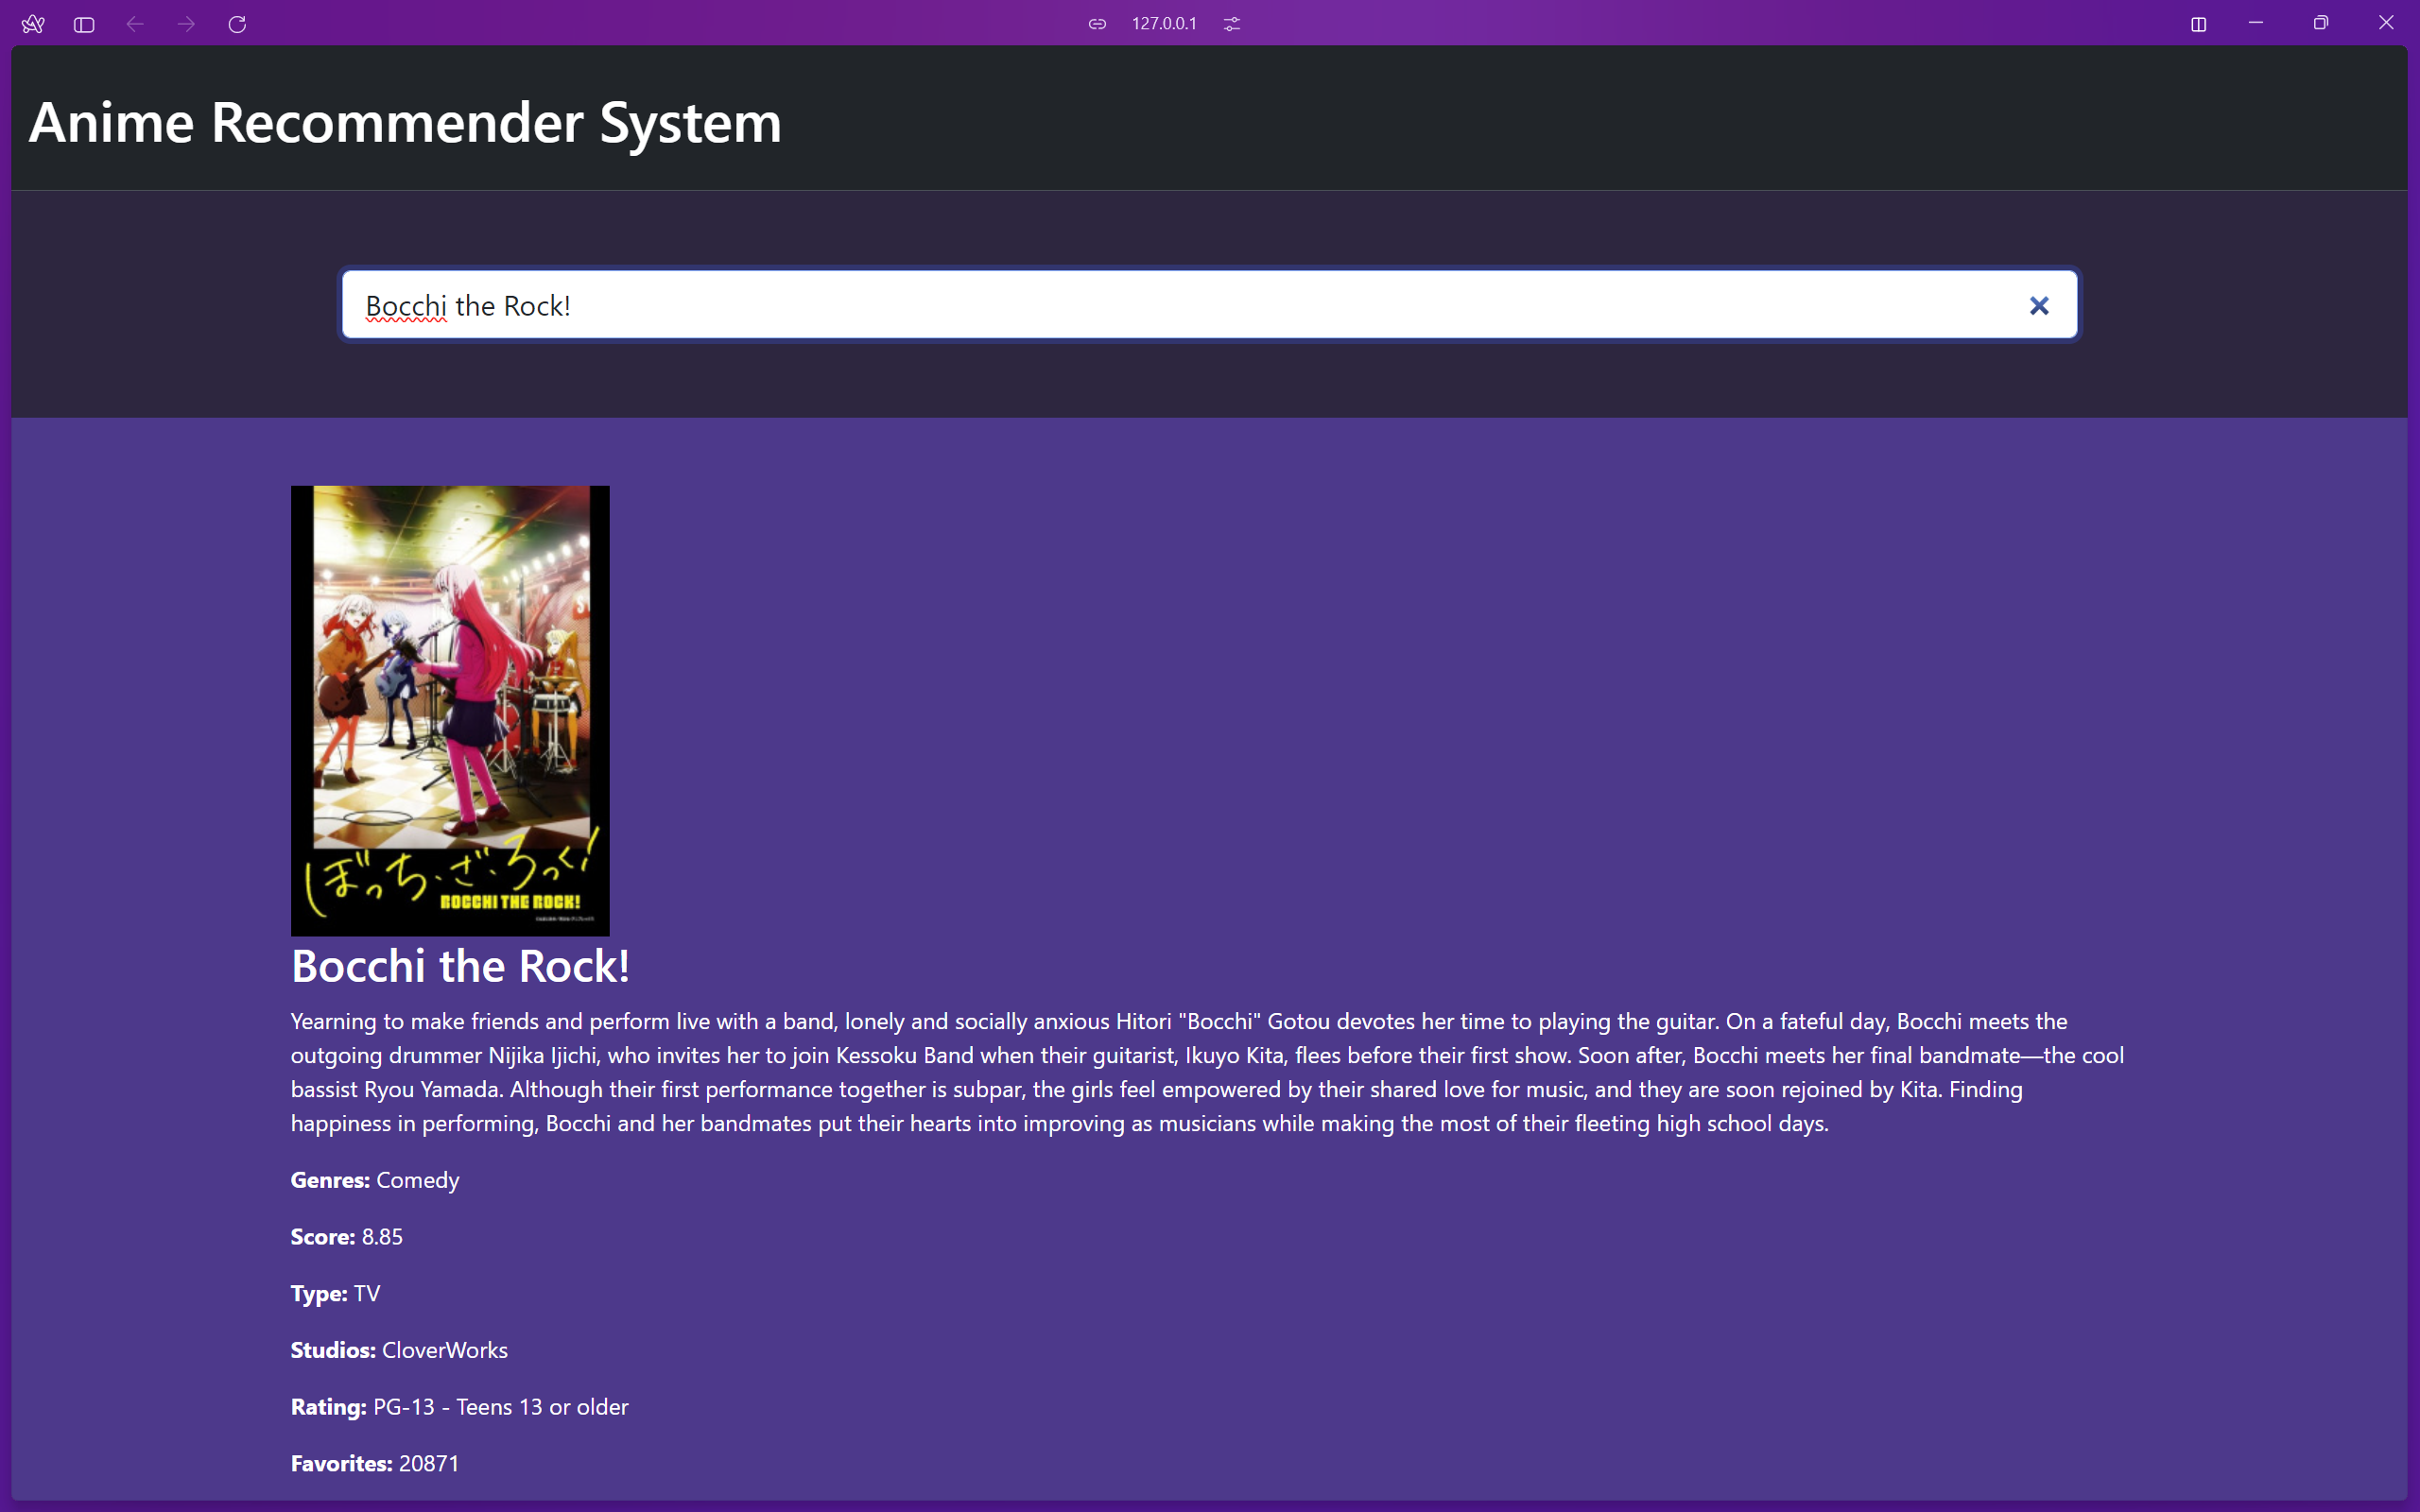 127.0.0.1
Anime Recommender System
Bocchi the Rock!
ぼっち・ざ・ろっく!
BOCCHI THE ROCK!
Bocchi the Rock!
Yearning to make friends and perform live with a band, lonely and socially anxious Hitori "Bocchi" Gotou devotes her time to playing the guitar. On a fateful day, Bocchi meets the
outgoing drummer Nijika Ijichi, who invites her to join Kessoku Band when their guitarist, Ikuyo Kita, flees before their first show. Soon after, Bocchi meets her final bandmate—the cool
bassist Ryou Yamada. Although their first performance together is subpar, the girls feel empowered by their shared love for music, and they are soon rejoined by Kita. Finding
happiness in performing, Bocchi and her bandmates put their hearts into improving as musicians while making the most of their fleeting high school days.
Genres: Comedy
Score: 8.85
Type: TV
Studios: CloverWorks
Rating: PG-13 - Teens 13 or older
Favorites: 20871